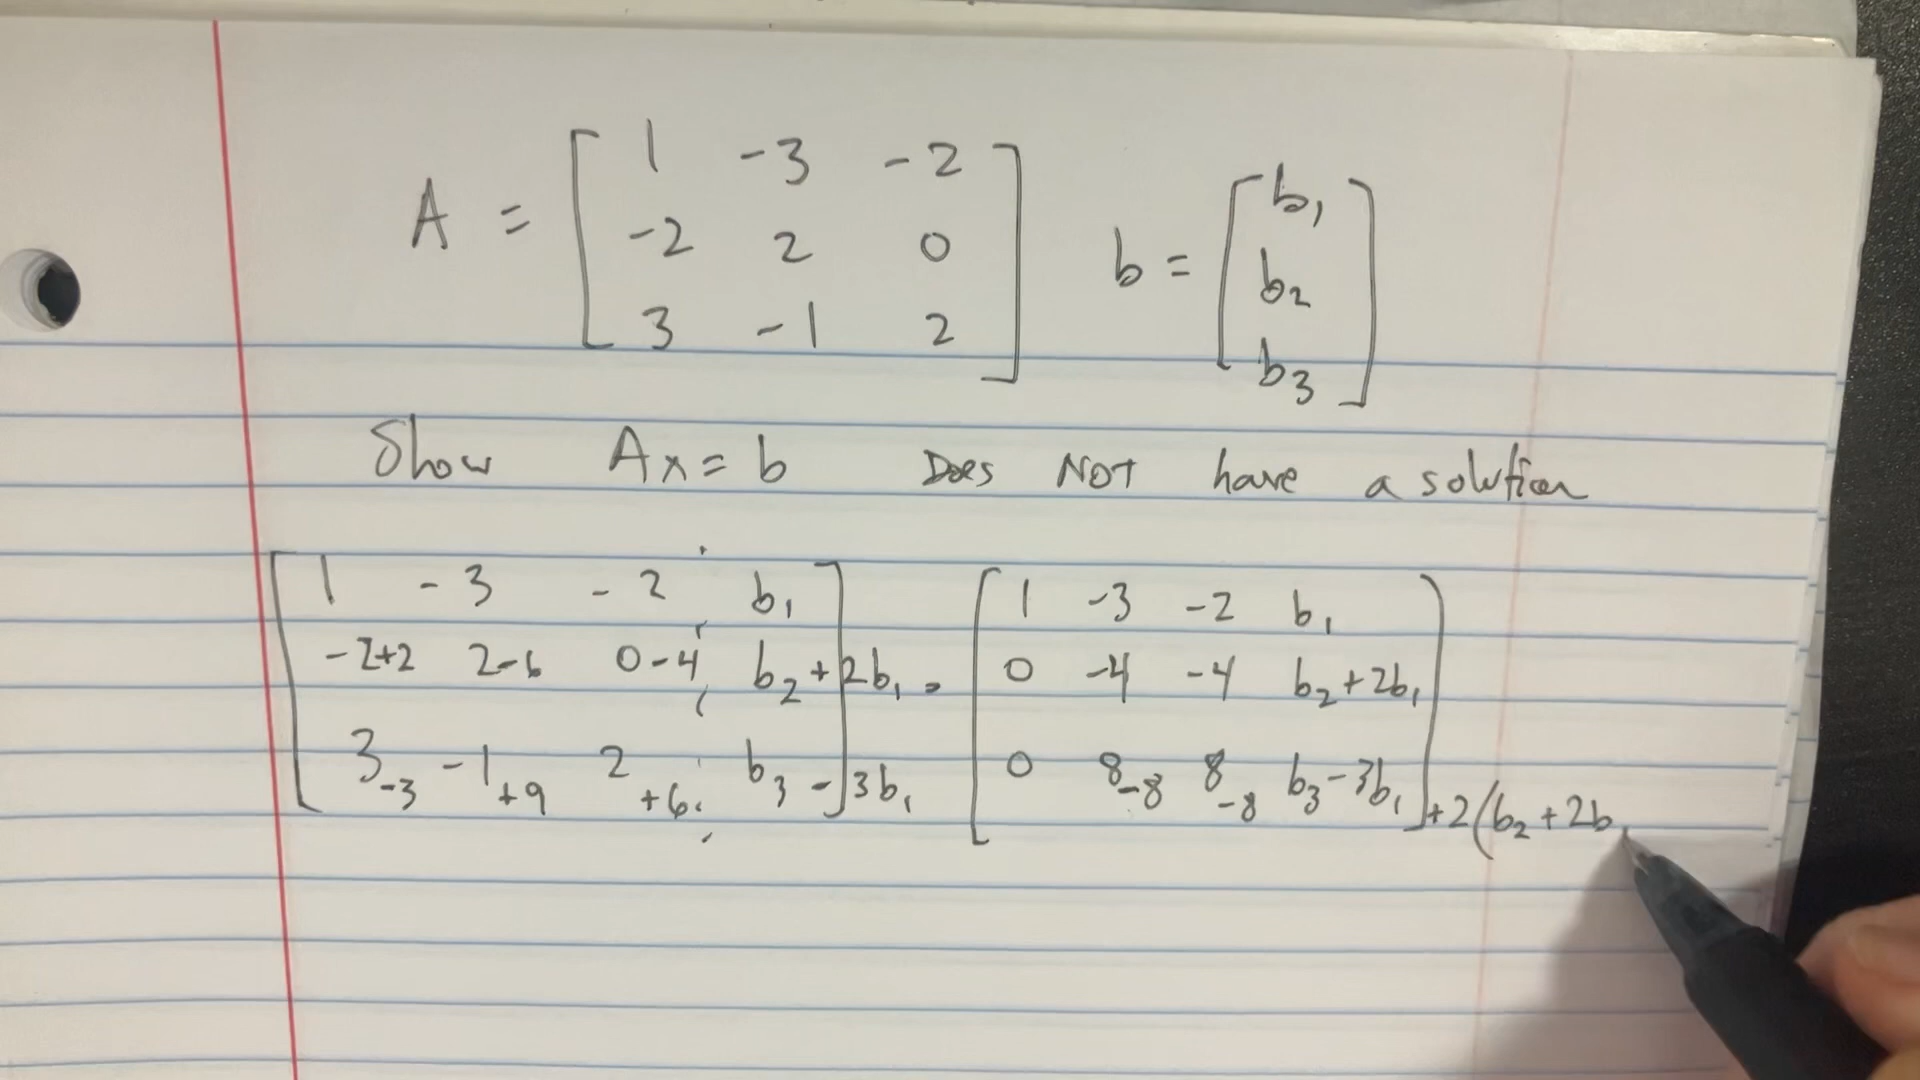 A = [ 1 -3 -2
-2 2 0
3 -1 2 ] b = [ b₁
b₂
b₃ ]
Show Ax = b Does NOT have a solution
[ 1 -3 -2 b₁ ] [ 1 -3 -2 b₁ ]
-2+2 2-6 0-4 b₂+2b₁ = 0 -4 -4 b₂+2b₁
3-3 -1+9 2+6 b₃-3b₁ 0 8-8 8-8 b₃-3b₁+2(b₂+2b